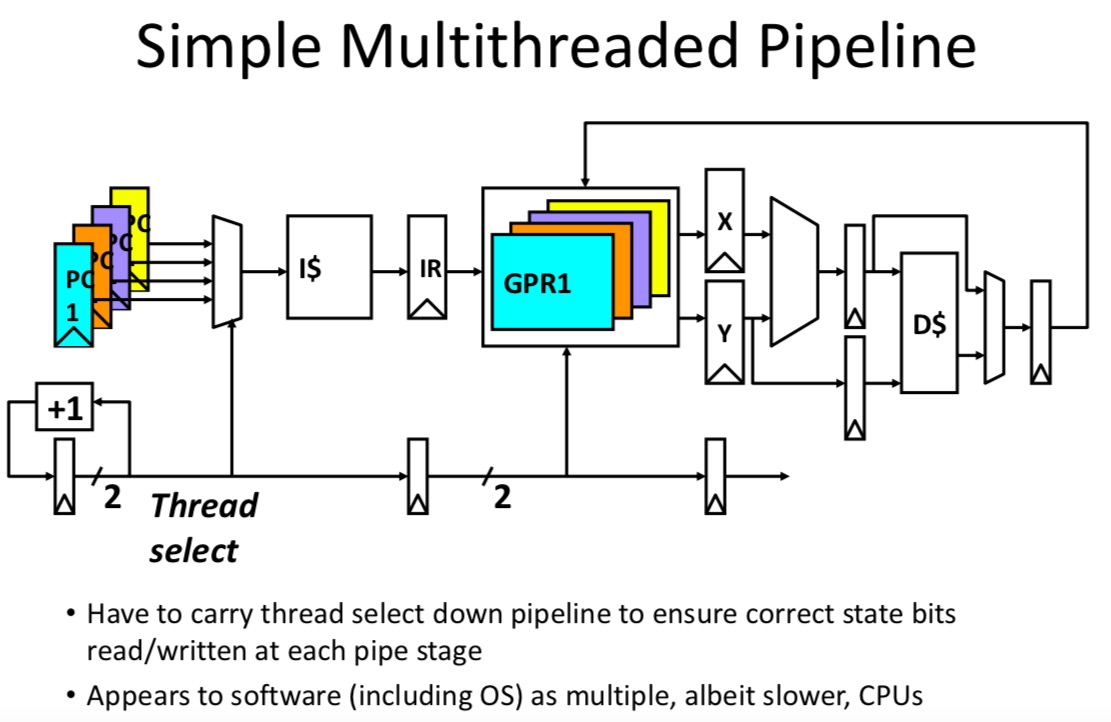 Simple Multithreaded Pipeline
PC
PC
PC
PC
1
I$
IR
GPR1
X
Y
D$
+1
2
Thread
select
2
• Have to carry thread select down pipeline to ensure correct state bits
read/written at each pipe stage
• Appears to software (including OS) as multiple, albeit slower, CPUs